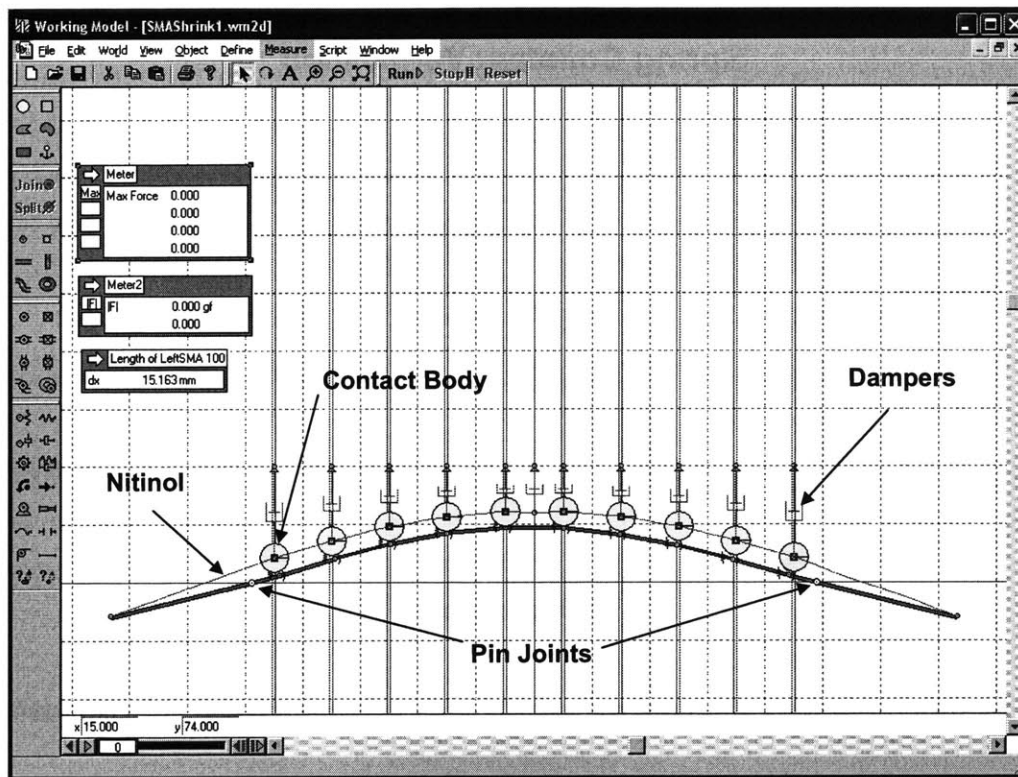 Working Model - [SMAShrink1.wm2d]
File Edit World View Object Define Measure Script Window Help
Run Stop Reset
Join
Split
Meter
Max Max Force 0.000
0.000
0.000
0.000
Meter2
|F| |F| 0.000 gf
0.000
Length of LeftSMA 100
dx 15.163 mm
Contact Body
Dampers
Nitinol
Pin Joints
x 15.000 y 74.000
0